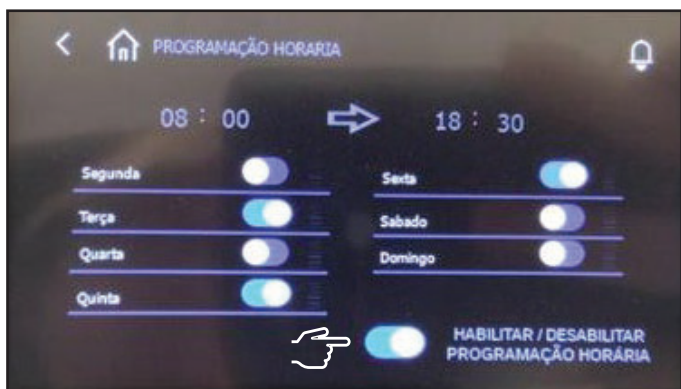 PROGRAMAÇÃO HORARIA
08 : 00
18 : 30
Segunda
Terça
Quarta
Quinta
Sexta
Sabado
Domingo
HABILITAR / DESABILITAR
PROGRAMAÇÃO HORÁRIA